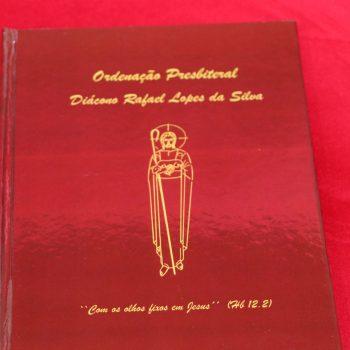 Ordenação Presbiteral
Diácono Rafael Lopes da Silva
``Com os olhos fixos em Jesus´´ (Hb 12.2)